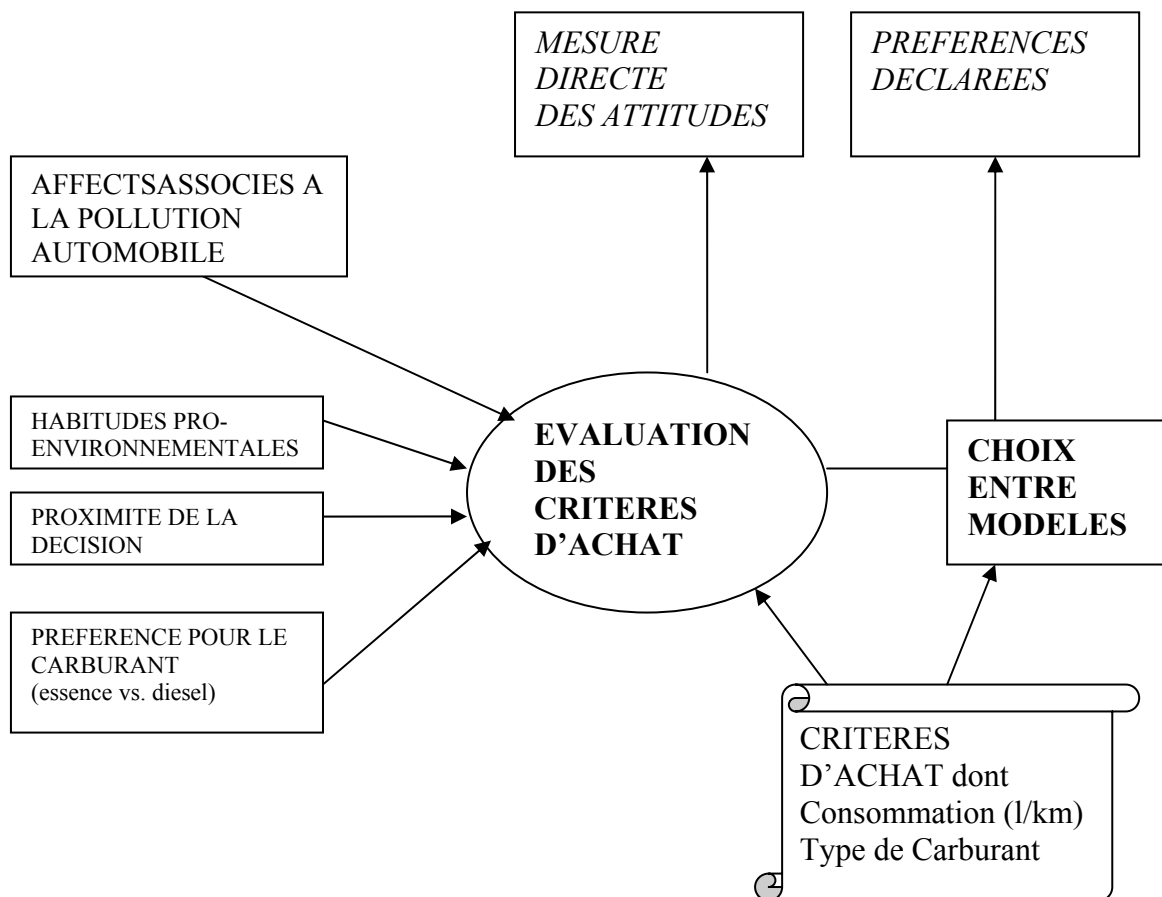 MESURE
DIRECTE
DES ATTITUDES
PREFERENCES
DECLAREES
AFFECTSASSOCIES A
LA POLLUTION
AUTOMOBILE
HABITUDES PRO-
ENVIRONNEMENTALES
PROXIMITE DE LA
DECISION
PREFERENCE POUR LE
CARBURANT
(essence vs. diesel)
EVALUATION
DES
CRITERES
D’ACHAT
CHOIX
ENTRE
MODELES
CRITERES
D’ACHAT dont
Consommation (l/km)
Type de Carburant